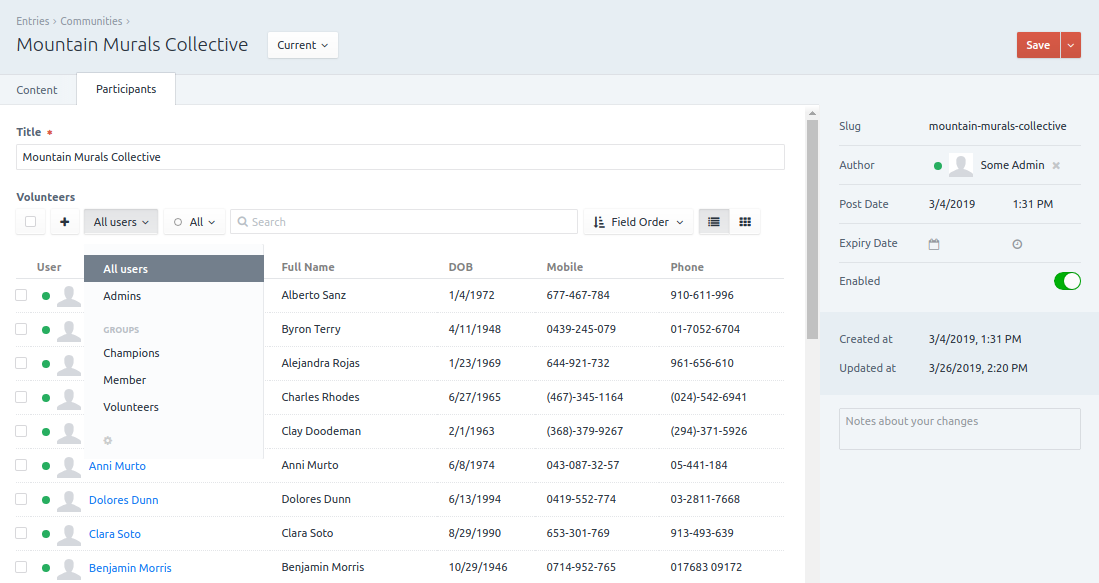 Entries › Communities ›
Mountain Murals Collective
Current
Save
Content
Participants
Title *
Mountain Murals Collective
Volunteers
All users
All
Search
Field Order
User
Full Name
DOB
Mobile
Phone
All users
Admins
GROUPS
Champions
Member
Volunteers
Alberto Sanz 1/4/1972 677-467-784 910-611-996
Byron Terry 4/11/1948 0439-245-079 01-7052-6704
Alejandra Rojas 1/23/1969 644-921-732 961-656-610
Charles Rhodes 6/27/1965 (467)-345-1164 (024)-542-6941
Clay Doodeman 2/1/1963 (368)-379-9267 (294)-371-5926
Anni Murto Anni Murto 6/8/1974 043-087-32-57 05-441-184
Dolores Dunn Dolores Dunn 6/13/1994 0419-552-774 03-2811-7668
Clara Soto Clara Soto 8/29/1990 653-301-769 913-493-639
Benjamin Morris Benjamin Morris 10/29/1946 0714-952-765 017683 09172
Slug mountain-murals-collective
Author Some Admin
Post Date 3/4/2019 1:31 PM
Expiry Date
Enabled
Created at 3/4/2019, 1:31 PM
Updated at 3/26/2019, 2:20 PM
Notes about your changes